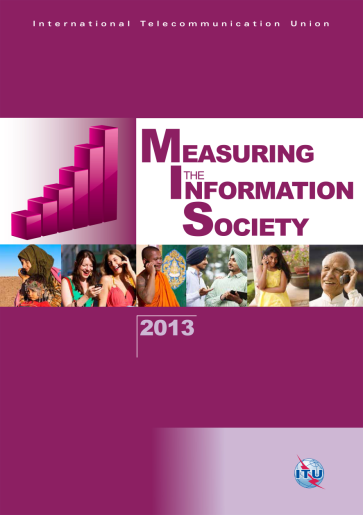 International Telecommunication Union
MEASURING
THE
INFORMATION
SOCIETY
2013
ITU